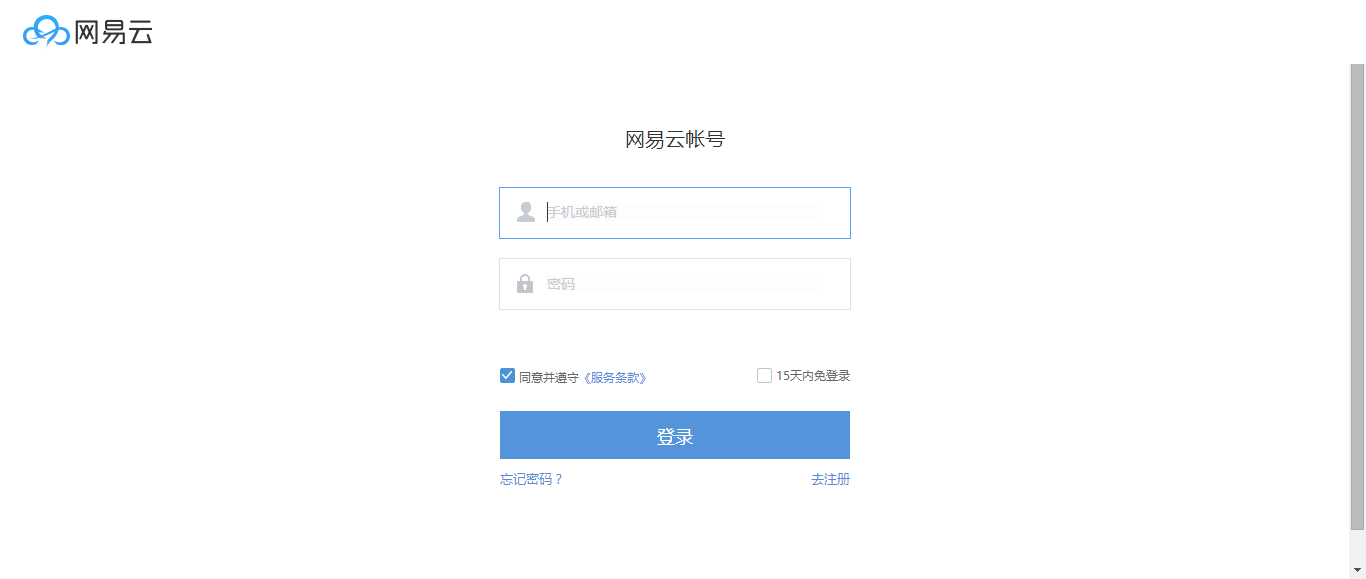 网易云
网易云帐号
手机或邮箱
密码
同意并遵守《服务条款》
15天内免登录
登录
忘记密码？
去注册